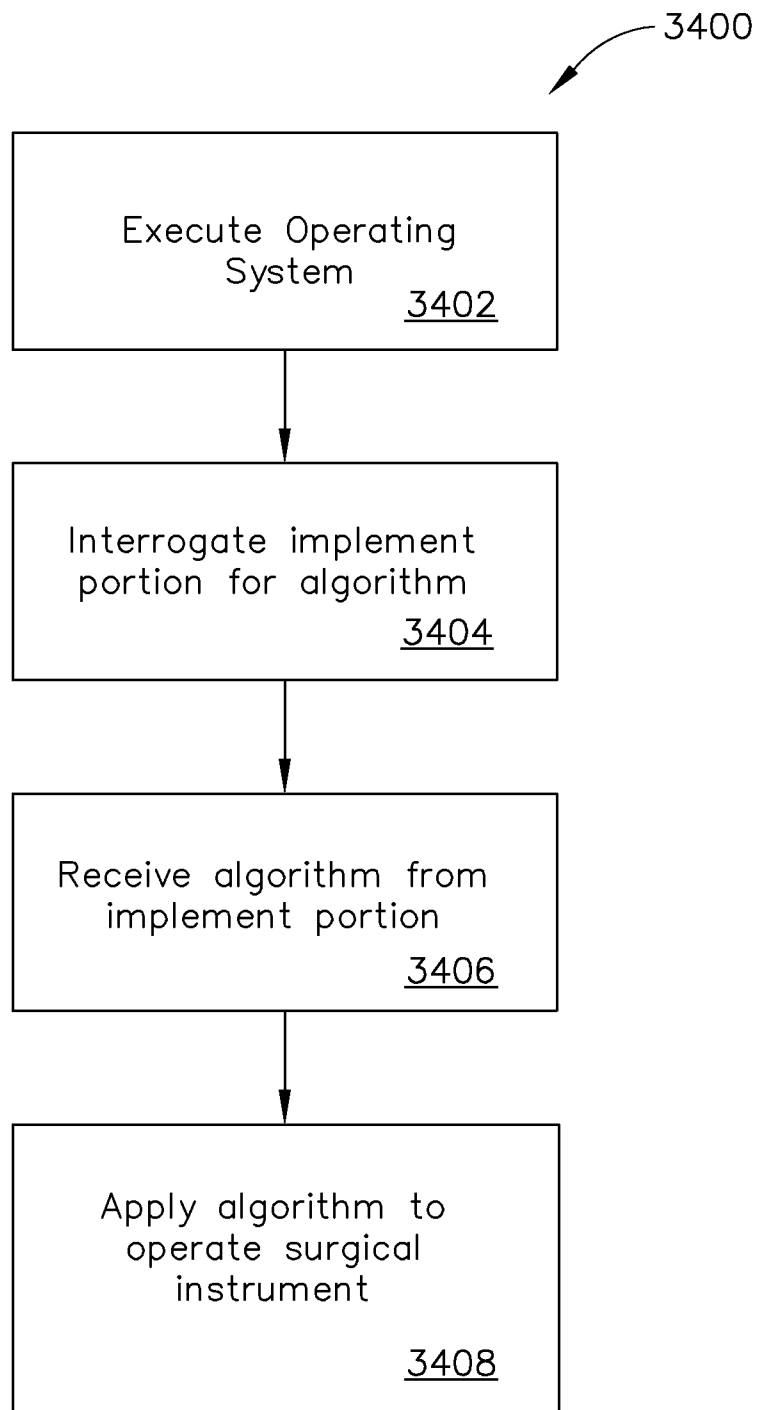 3400
Execute Operating
System
3402
Interrogate implement
portion for algorithm
3404
Receive algorithm from
implement portion
3406
Apply algorithm to
operate surgical
instrument
3408